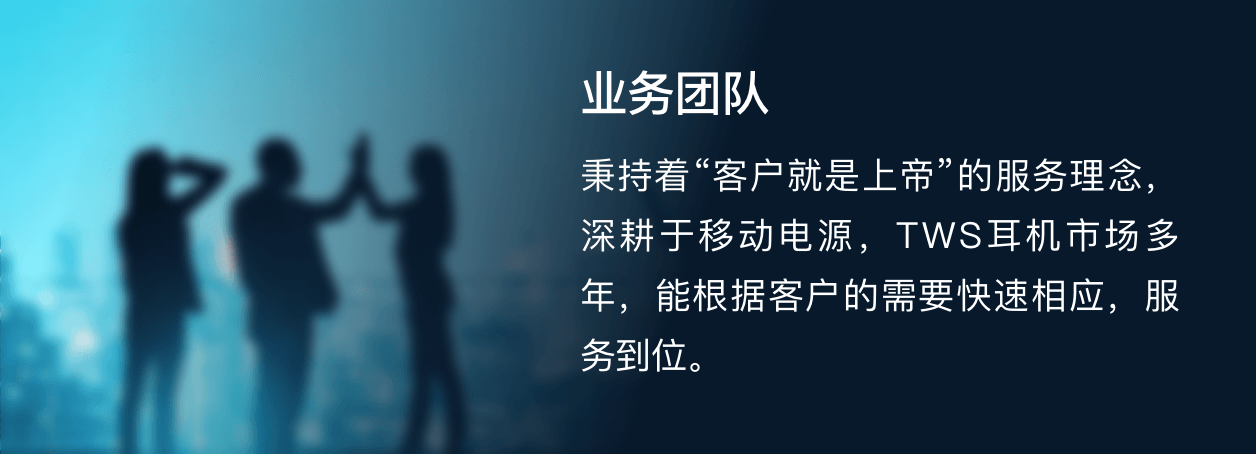 业务团队
秉持着“客户就是上帝”的服务理念，
深耕于移动电源，TWS耳机市场多
年，能根据客户的需要快速相应，服
务到位。